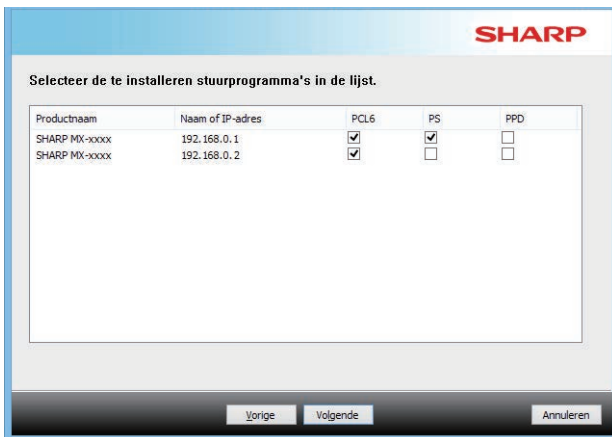 SHARP
Selecteer de te installeren stuurprogramma's in de lijst.
Productnaam Naam of IP-adres PCL6 PS PPD
SHARP MX-xxxx 192.168.0.1
SHARP MX-xxxx 192.168.0.2
Vorige Volgende Annuleren